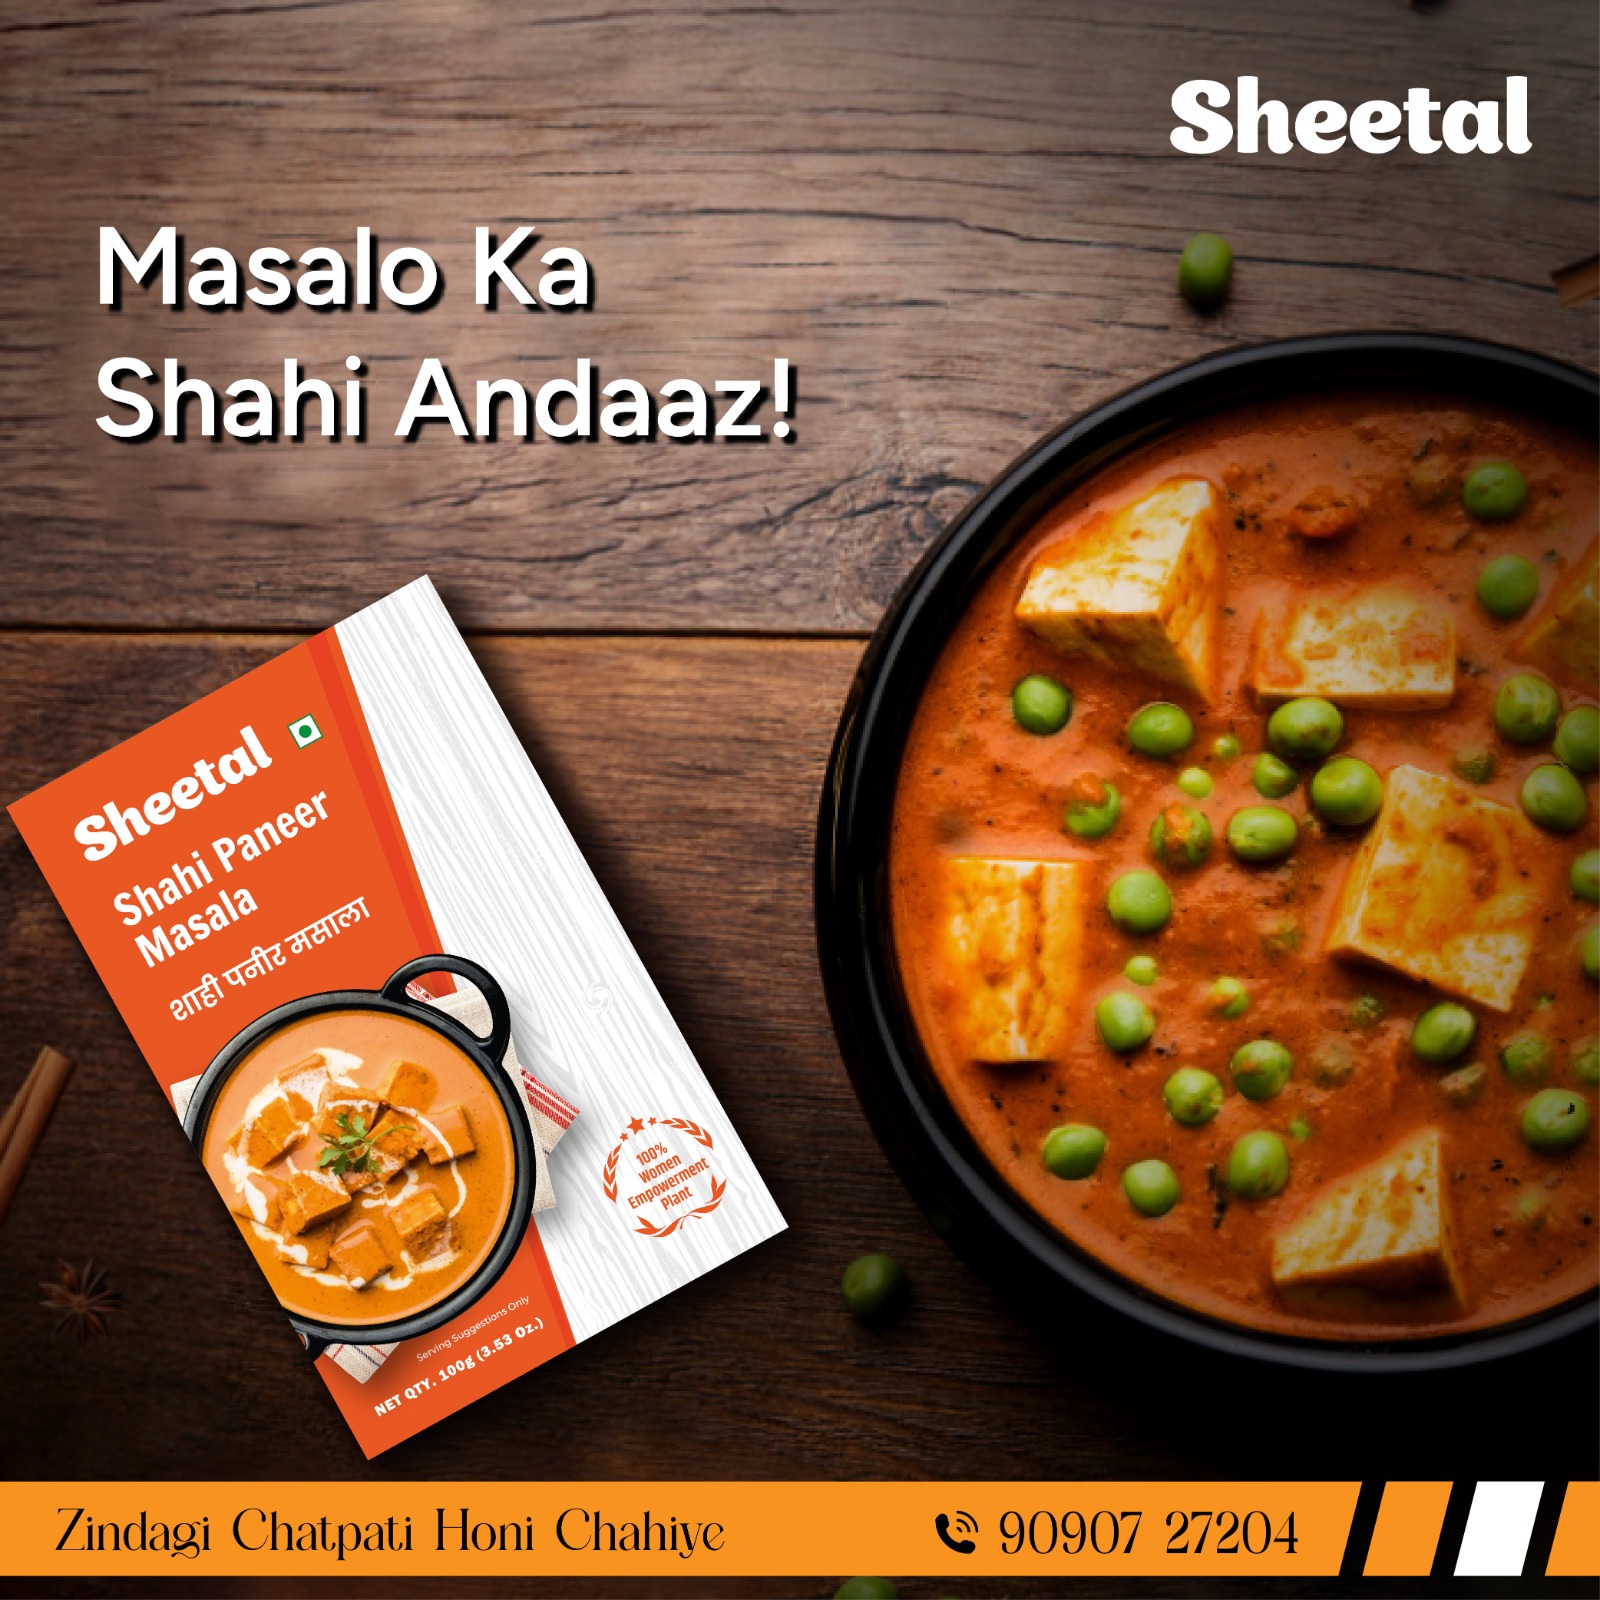 Sheetal
Masalo Ka
Shahi Andaaz!
Sheetal
Shahi Paneer
Masala
शाही पनीर मसाला
100%
Women
Empowerment
Plant
Serving Suggestions Only
NET QTY. 100g (3.53 Oz.)
Zindagi Chatpati Honi Chahiye
90907 27204